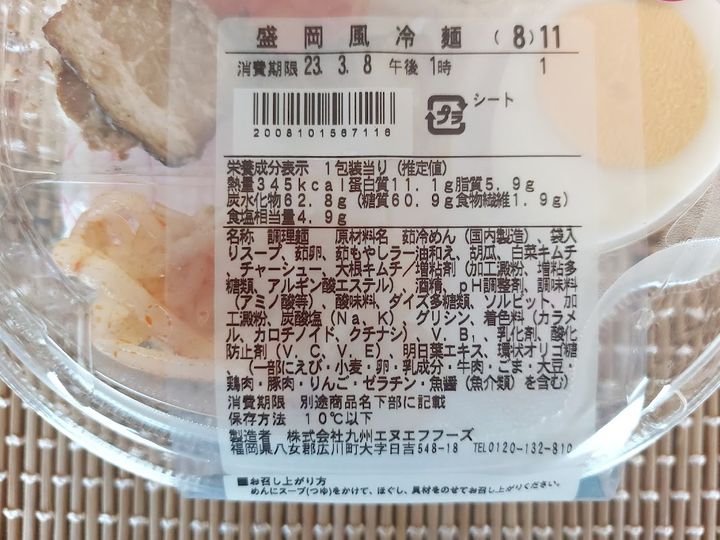 盛岡風冷麺 (8)11
消費期限 23. 3. 8 午後 1時 1
2008101567116
プラ シート
栄養成分表示 1包装当り(推定値)
熱量345kcal蛋白質11.1g脂質5.9g
炭水化物62.8g(糖質60.9g食物繊維1.9g)
食塩相当量4.9g
名称 調理麺 原材料名 茹冷めん(国内製造)、袋入
りスープ、茹卵、茹もやしラー油和え、胡瓜、白菜キムチ
、チャーシュー、大根キムチ/増粘剤(加工澱粉、増粘多
糖類、アルギン酸エステル)、酒精、pH調整剤、調味料
(アミノ酸等)、酸味料、ダイズ多糖類、ソルビット、加
工澱粉、炭酸塩(Na、K)、グリシン、着色料(カラメ
ル、カロチノイド、クチナシ)、V.B₁、乳化剤、酸化
防止剤(V.C、V.E)、明日葉エキス、環状オリゴ糖
、(一部にえび・小麦・卵・乳成分・牛肉・ごま・大豆・
鶏肉・豚肉・りんご・ゼラチン・魚醤(魚介類)を含む)
消費期限 別途商品名下部に記載
保存方法 10℃以下
製造者 株式会社九州エヌエフフーズ
福岡県八女郡広川町大字日吉548-18 TEL0120-132-810
■お召し上がり方
めんにスープ(つゆ)をかけて、ほぐし、具材をのせてお召し上がりください。